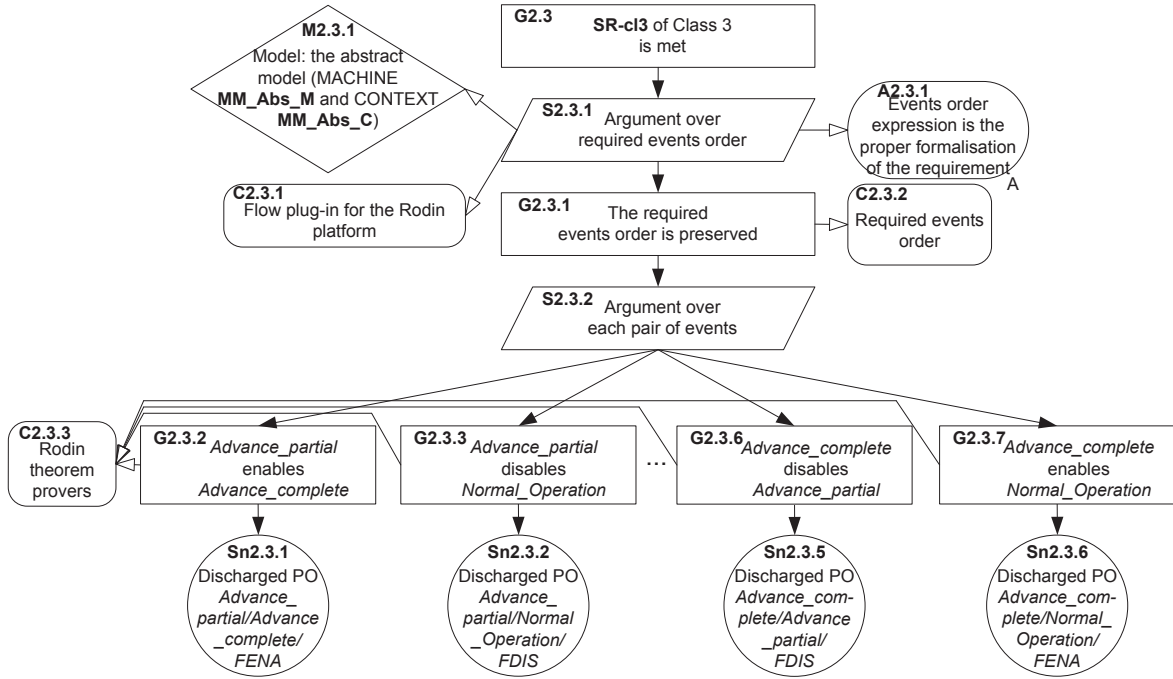 G2.3
SR-cl3 of Class 3
is met
M2.3.1
Model: the abstract
model (MACHINE
MM_Abs_M and CONTEXT
MM_Abs_C)
S2.3.1
Argument over
required events order
A2.3.1
Events order
expression is the
proper formalisation
of the requirement
A
C2.3.1
Flow plug-in for the Rodin
platform
G2.3.1
The required
events order is preserved
C2.3.2
Required events
order
S2.3.2
Argument over
each pair of events
C2.3.3
Rodin
theorem
provers
G2.3.2
Advance_partial
enables
Advance_complete
G2.3.3
Advance_partial
disables
Normal_Operation
...
G2.3.6
Advance_complete
disables
Advance_partial
G2.3.7
Advance_complete
enables
Normal_Operation
Sn2.3.1
Discharged PO
Advance_
partial/Advance
_complete/
FENA
Sn2.3.2
Discharged PO
Advance_
partial/Normal
_Operation/
FDIS
Sn2.3.5
Discharged PO
Advance_com-
plete/Advance
_partial/
FDIS
Sn2.3.6
Discharged PO
Advance_com-
plete/Normal_
Operation/
FENA